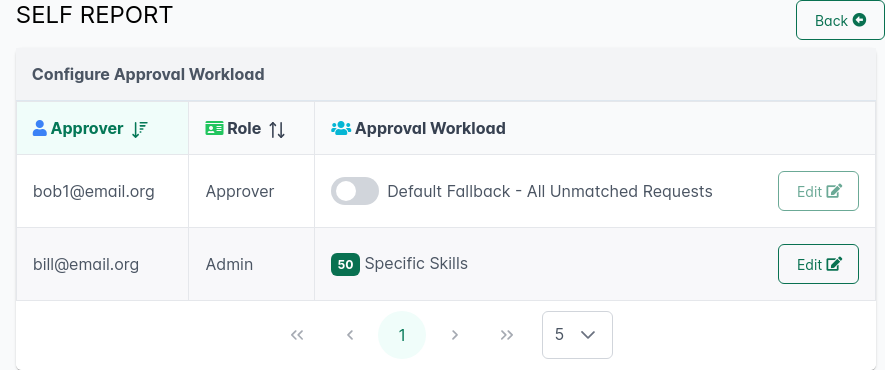 SELF REPORT
Back
Configure Approval Workload
Approver Role Approval Workload
bob1@email.org Approver Default Fallback - All Unmatched Requests Edit
bill@email.org Admin 50 Specific Skills Edit
1 5